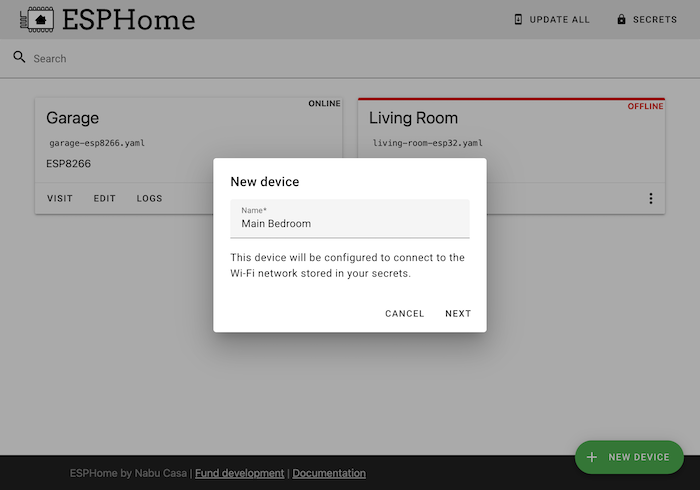 ESPHome
UPDATE ALL
SECRETS
Search
ONLINE
Garage
garage-esp8266.yaml
ESP8266
VISIT
EDIT
LOGS
OFFLINE
Living Room
living-room-esp32.yaml
New device
Name*
Main Bedroom
This device will be configured to connect to the
Wi-Fi network stored in your secrets.
CANCEL
NEXT
NEW DEVICE
ESPHome by Nabu Casa | Fund development | Documentation